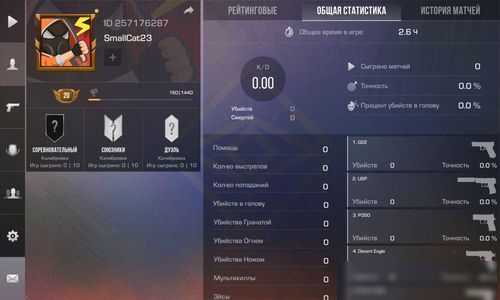 РЕЙТИНГОВЫЕ
ОБЩАЯ СТАТИСТИКА
ИСТОРИЯ МАТЧЕЙ
ID 257176287
SmallCat23
20
160|1440
СОРЕВНОВАТЕЛЬНЫЙ
Калибровка
Игр сыграно: 0 | 10
СОЮЗНИКИ
Калибровка
Игр сыграно: 0 | 10
ДУЭЛЬ
Калибровка
Игр сыграно: 0 | 10
Общее время в игре 2.6 ч
K/D
0.00
Убийств 0
Смертей 0
Сыграно матчей 0
Точность 0.0 %
Процент убийств в голову 0.0 %
Помощь 0
Кол-во выстрелов 0
Кол-во попаданий 0
Убийств в голову 0
Убийства Гранатой 0
Убийства Огнем 0
Убийства Ножом 0
Мультикиллы 0
Эйсы 0
1. G22
Убийств 0 Точность 0.0 %
2. USP
Убийств 0 Точность 0.0 %
3. P350
Убийств 0 Точность 0.0 %
4. Desert Eagle